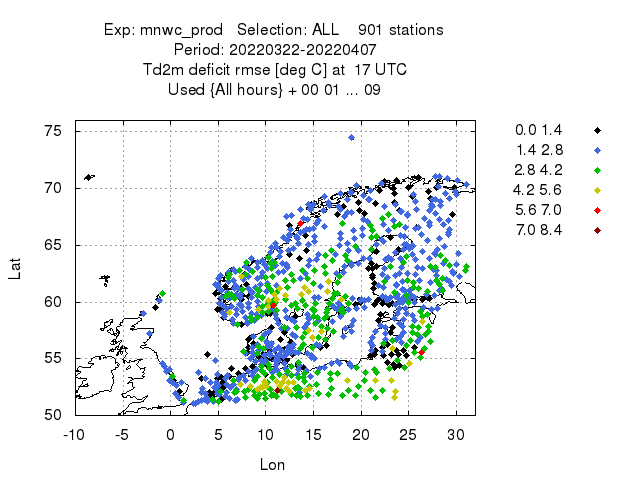 Exp: mnwc_prod Selection: ALL 901 stations
Period: 20220322-20220407
Td2m deficit rmse [deg C] at 17 UTC
Used {All hours} + 00 01 ... 09
0.0 1.4
1.4 2.8
2.8 4.2
4.2 5.6
5.6 7.0
7.0 8.4
75
70
65
60
55
50
Lat
-10 -5 0 5 10 15 20 25 30
Lon